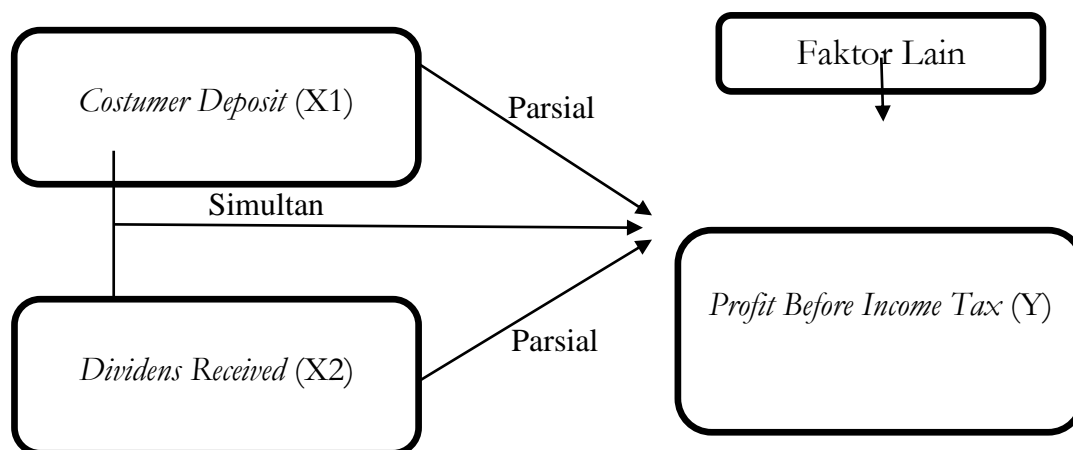 Costumer Deposit (X1)
Parsial
Faktor Lain
Simultan
Profit Before Income Tax (Y)
Parsial
Dividens Received (X2)